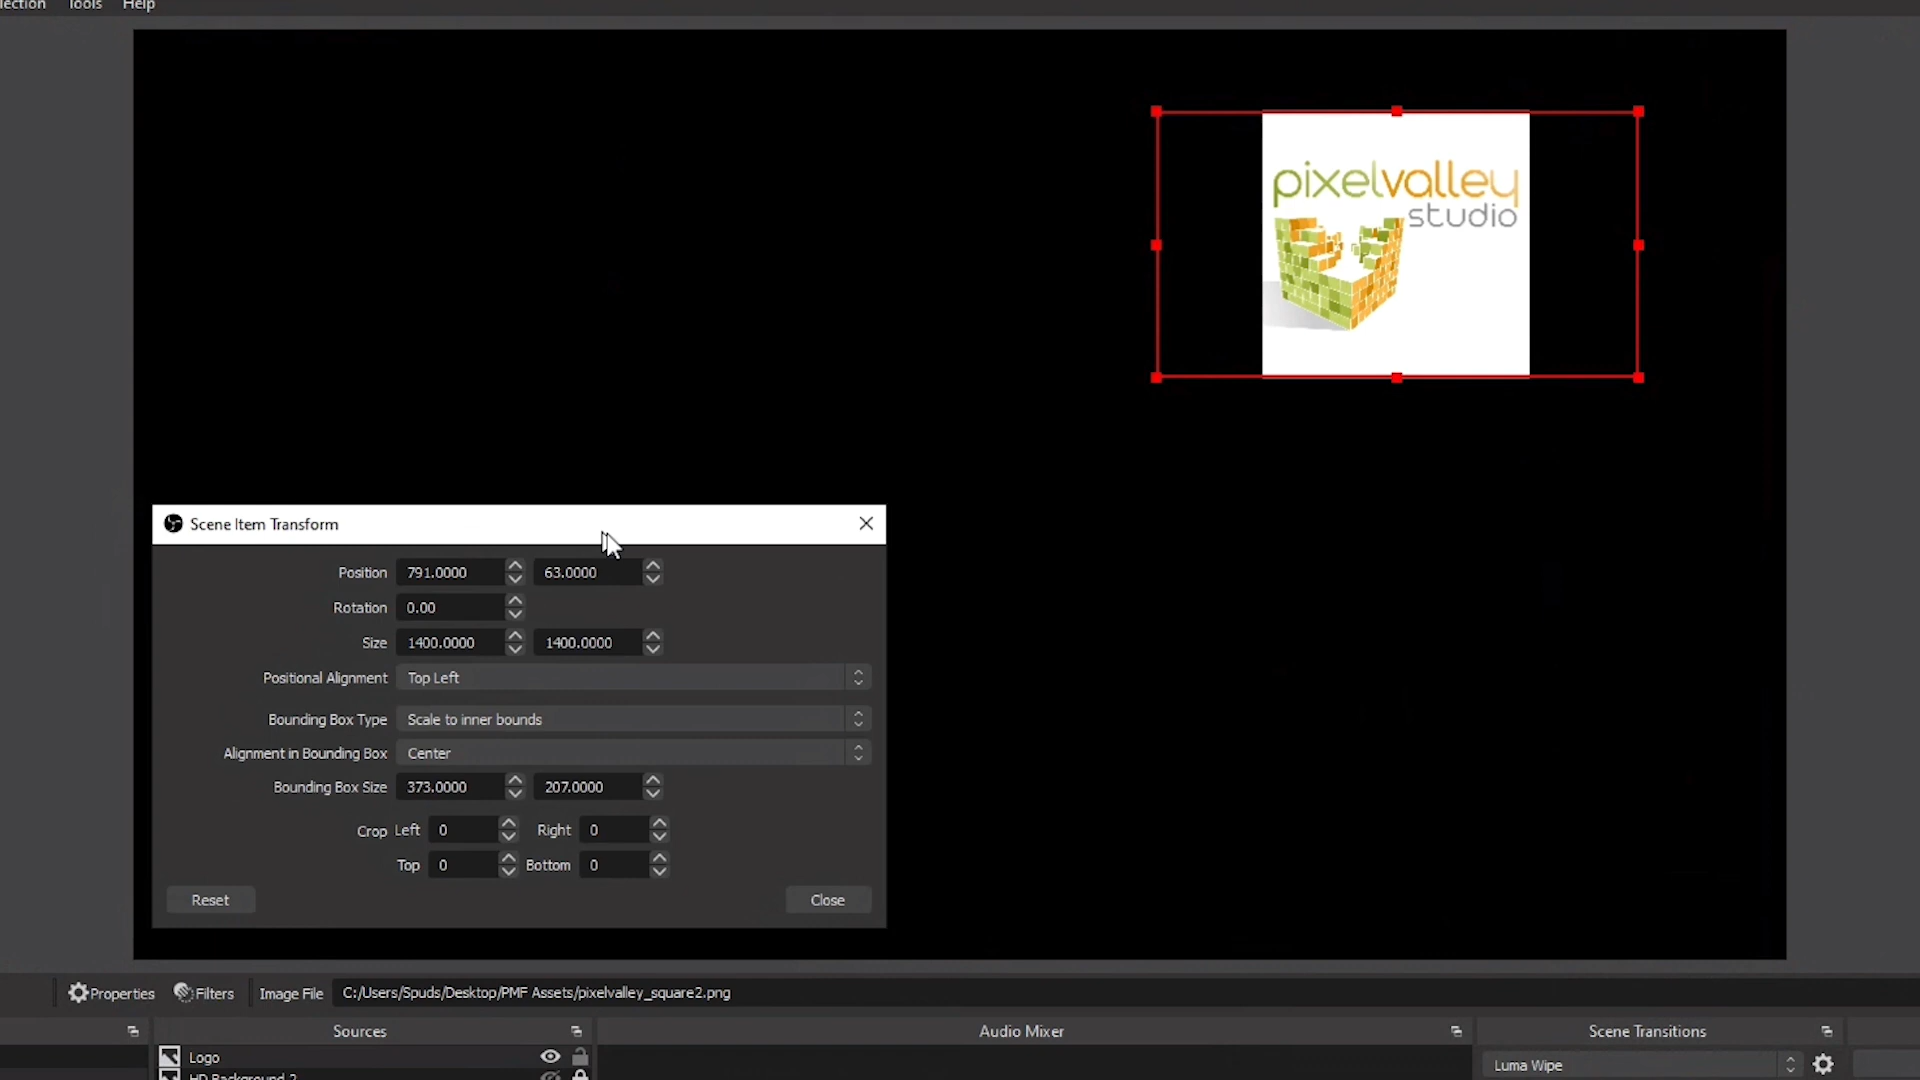 lection Tools Help
pixelvalley
studio
Scene Item Transform
Position 791.0000 63.0000
Rotation 0.00
Size 1400.0000 1400.0000
Positional Alignment Top Left
Bounding Box Type Scale to inner bounds
Alignment in Bounding Box Center
Bounding Box Size 373.0000 207.0000
Crop Left 0 Right 0
Top 0 Bottom 0
Reset Close
Properties Filters Image File C:/Users/Spuds/Desktop/PMF Assets/pixelvalley_square2.png
Sources Audio Mixer Scene Transitions
Logo
Luma Wipe
HD Background 2